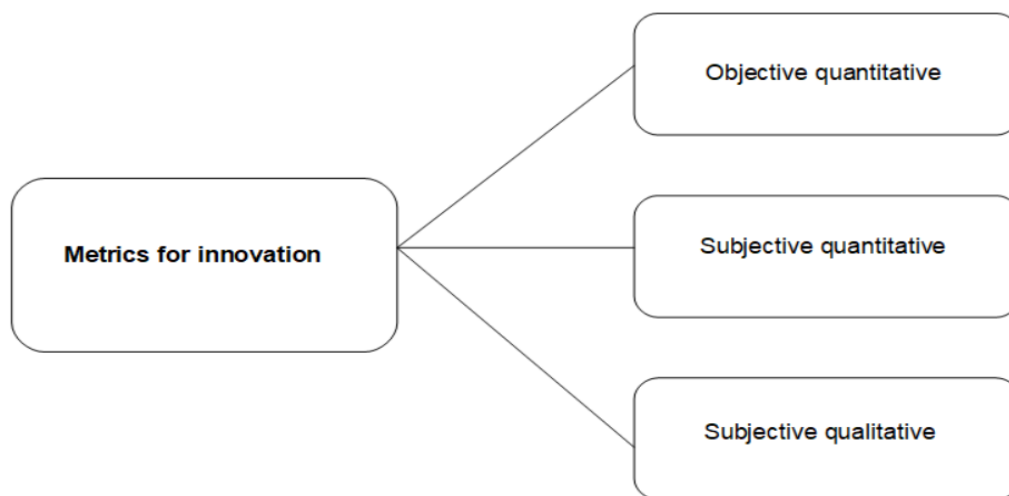 Objective quantitative
Metrics for innovation
Subjective quantitative
Subjective qualitative